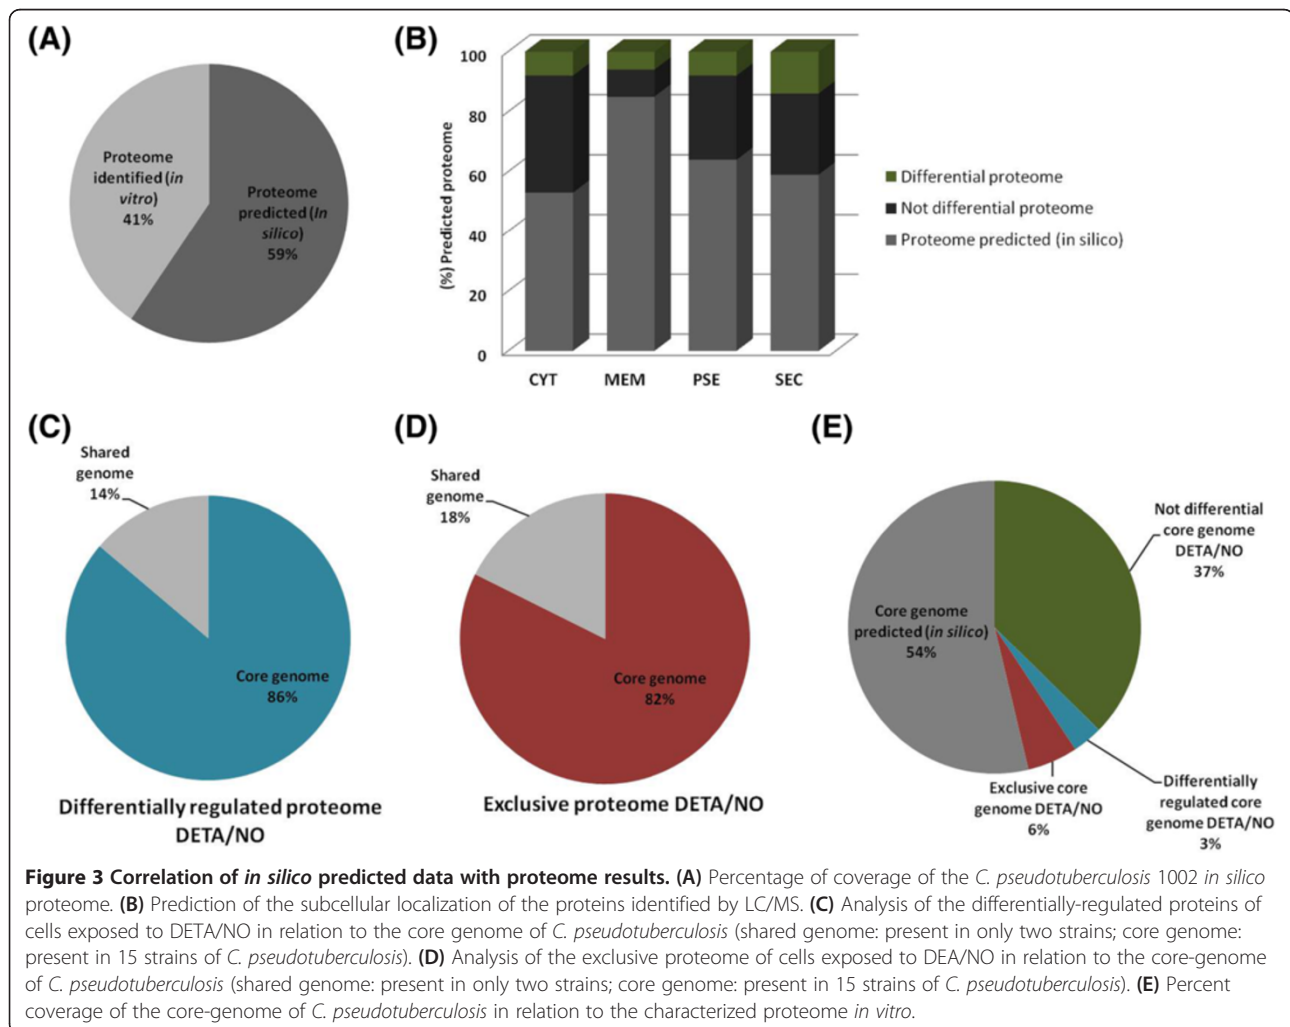 (A)
Proteome
identified (in
vitro)
41%
Proteome
predicted (In
silico)
59%
(B)
(%) Predicted proteome
100
80
60
40
20
0
CYT MEM PSE SEC
Differential proteome
Not differential proteome
Proteome predicted (in silico)
(C)
Shared
genome
14%
Core genome
86%
Differentially regulated proteome
DETA/NO
(D)
Shared
genome
18%
Core genome
82%
Exclusive proteome DETA/NO
(E)
Not differential
core genome
DETA/NO
37%
Core genome
predicted (in silico)
54%
Exclusive core
genome DETA/NO
6%
Differentially
regulated core
genome DETA/NO
3%
Figure 3 Correlation of in silico predicted data with proteome results. (A) Percentage of coverage of the C. pseudotuberculosis 1002 in silico
proteome. (B) Prediction of the subcellular localization of the proteins identified by LC/MS. (C) Analysis of the differentially-regulated proteins of
cells exposed to DETA/NO in relation to the core genome of C. pseudotuberculosis (shared genome: present in only two strains; core genome:
present in 15 strains of C. pseudotuberculosis). (D) Analysis of the exclusive proteome of cells exposed to DEA/NO in relation to the core-genome
of C. pseudotuberculosis (shared genome: present in only two strains; core genome: present in 15 strains of C. pseudotuberculosis). (E) Percent
coverage of the core-genome of C. pseudotuberculosis in relation to the characterized proteome in vitro.